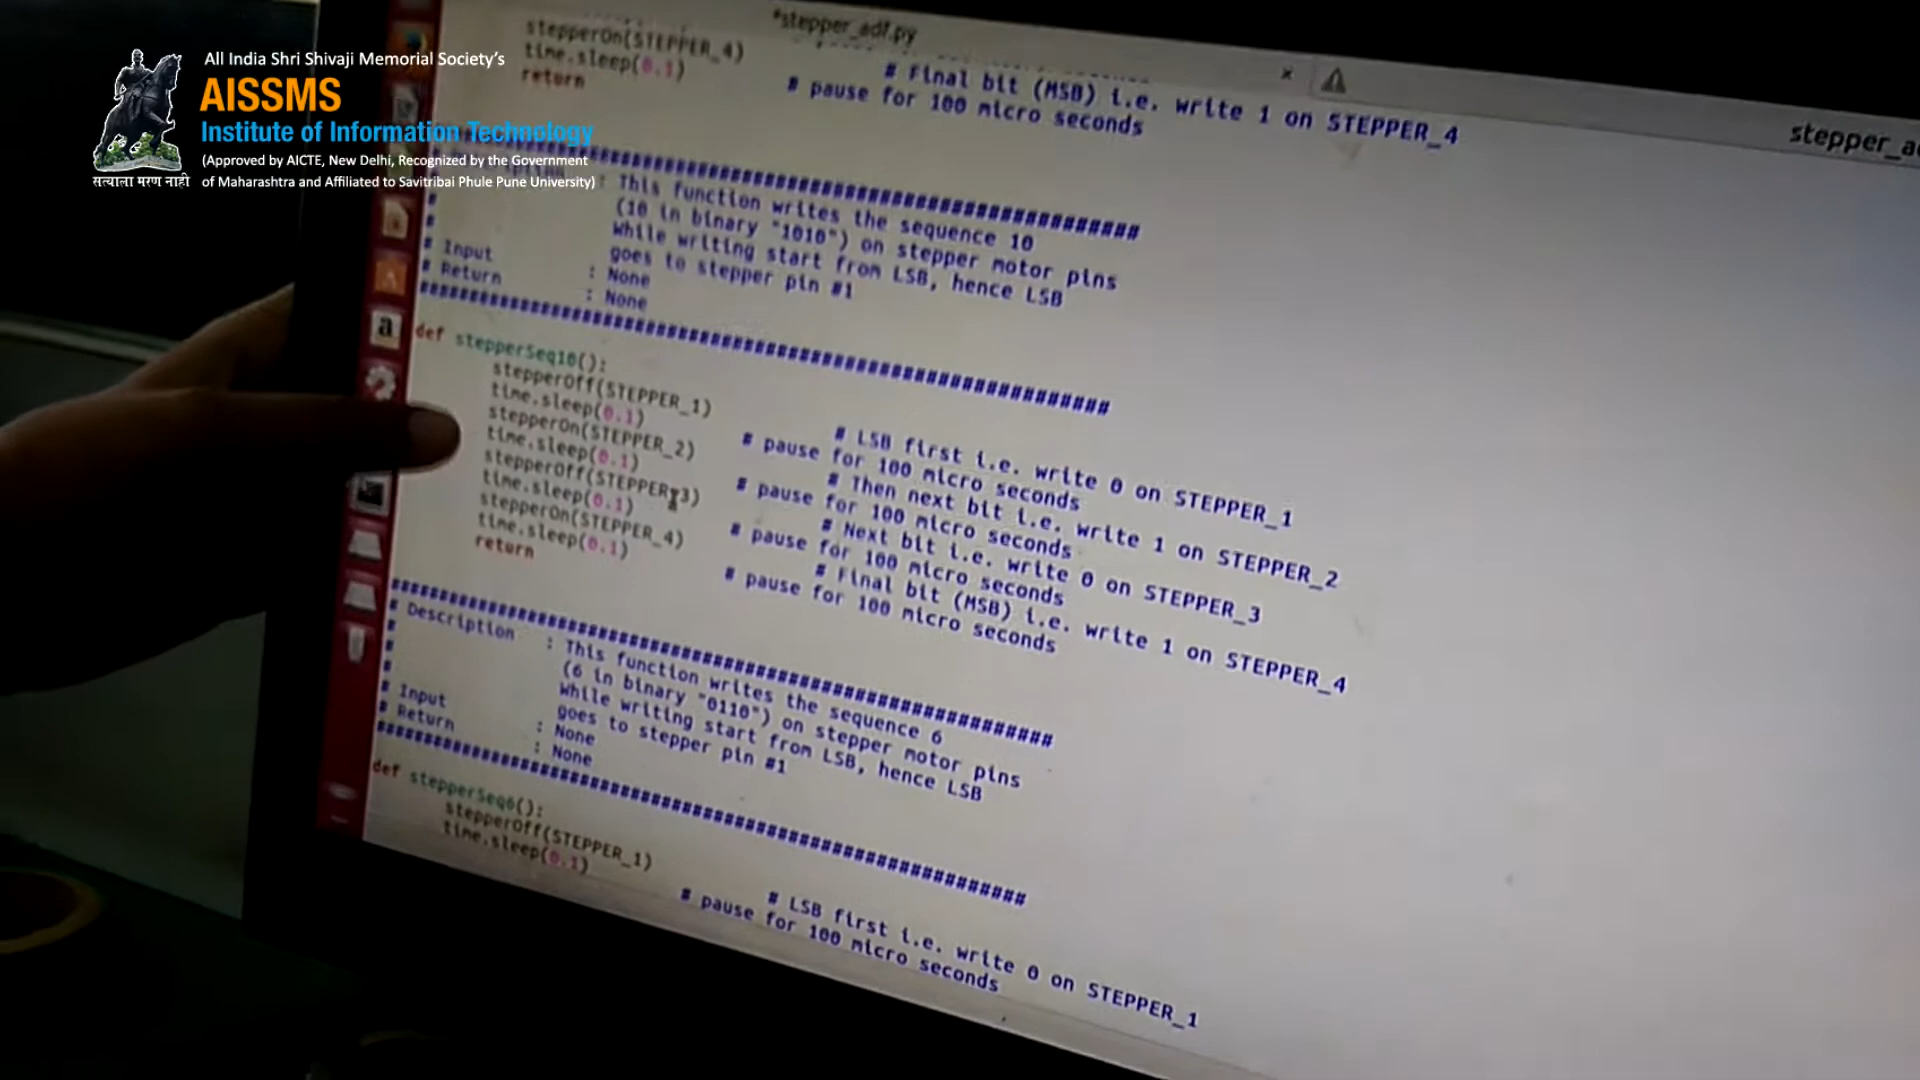 All India Shri Shivaji Memorial Society's
AISSMS
Institute of Information Technology
(Approved by AICTE, New Delhi, Recognized by the Government
of Maharashtra and Affiliated to Savitribai Phule Pune University)
सत्याला मरण नाही
*stepper_adf.py
stepper_a
stepperOn(STEPPER_4) # Final bit (MSB) i.e. write 1 on STEPPER_4
time.sleep(0.1) # pause for 100 micro seconds
return
: This function writes the sequence 10
# (10 in binary "1010") on stepper motor pins
# While writing start from LSB, hence LSB
goes to stepper pin #1
# Input : None
# Return : None
################################################################
def stepperSeq10():
stepperOff(STEPPER_1) # LSB first i.e. write 0 on STEPPER_1
time.sleep(0.1) # pause for 100 micro seconds
stepperOn(STEPPER_2) # Then next bit i.e. write 1 on STEPPER_2
time.sleep(0.1) # pause for 100 micro seconds
stepperOff(STEPPER_3) # Next bit i.e. write 0 on STEPPER_3
time.sleep(0.1) # pause for 100 micro seconds
stepperOn(STEPPER_4) # Final bit (MSB) i.e. write 1 on STEPPER_4
time.sleep(0.1) # pause for 100 micro seconds
return
################################################################
# Description : This function writes the sequence 6
# (6 in binary "0110") on stepper motor pins
# While writing start from LSB, hence LSB
# goes to stepper pin #1
# Input : None
# Return : None
################################################################
def stepperSeq6():
stepperOff(STEPPER_1) # LSB first i.e. write 0 on STEPPER_1
time.sleep(0.1) # pause for 100 micro seconds